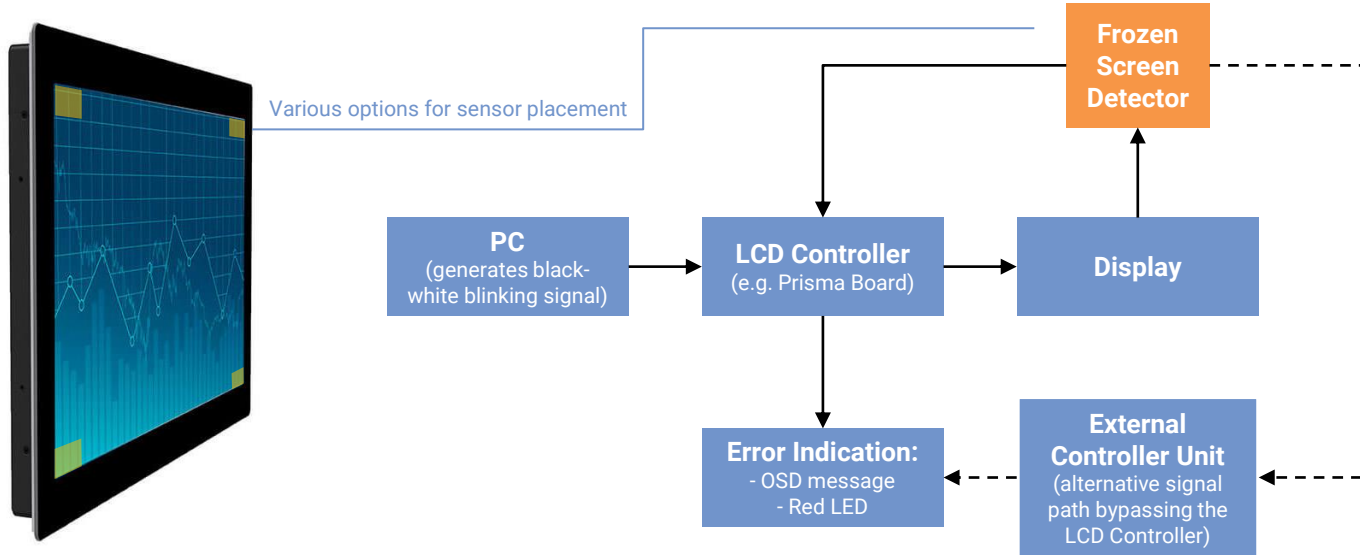 Frozen
Screen
Detector
Various options for sensor placement
PC
(generates black-
white blinking signal)
LCD Controller
(e.g. Prisma Board)
Display
Error Indication:
- OSD message
- Red LED
External
Controller Unit
(alternative signal
path bypassing the
LCD Controller)